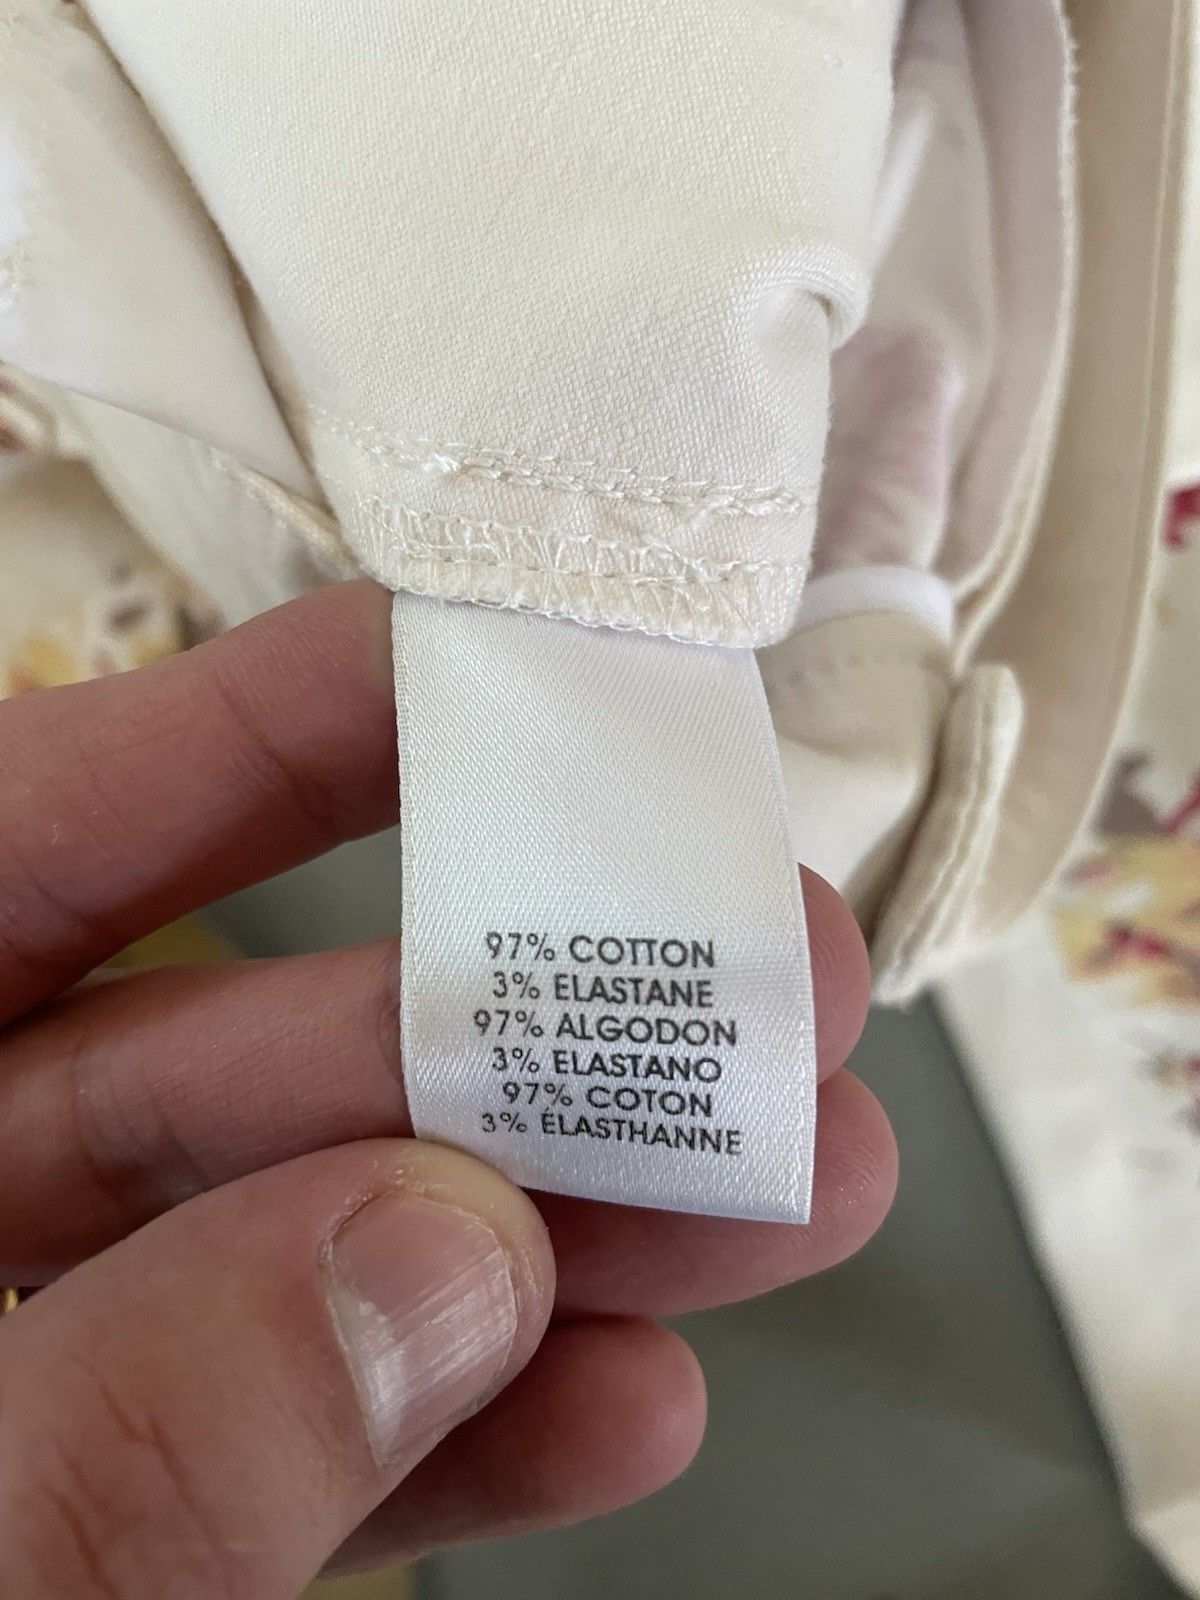 97% COTTON
3% ELASTANE
97% ALGODON
3% ELASTANO
97% COTON
3% ÉLASTHANNE